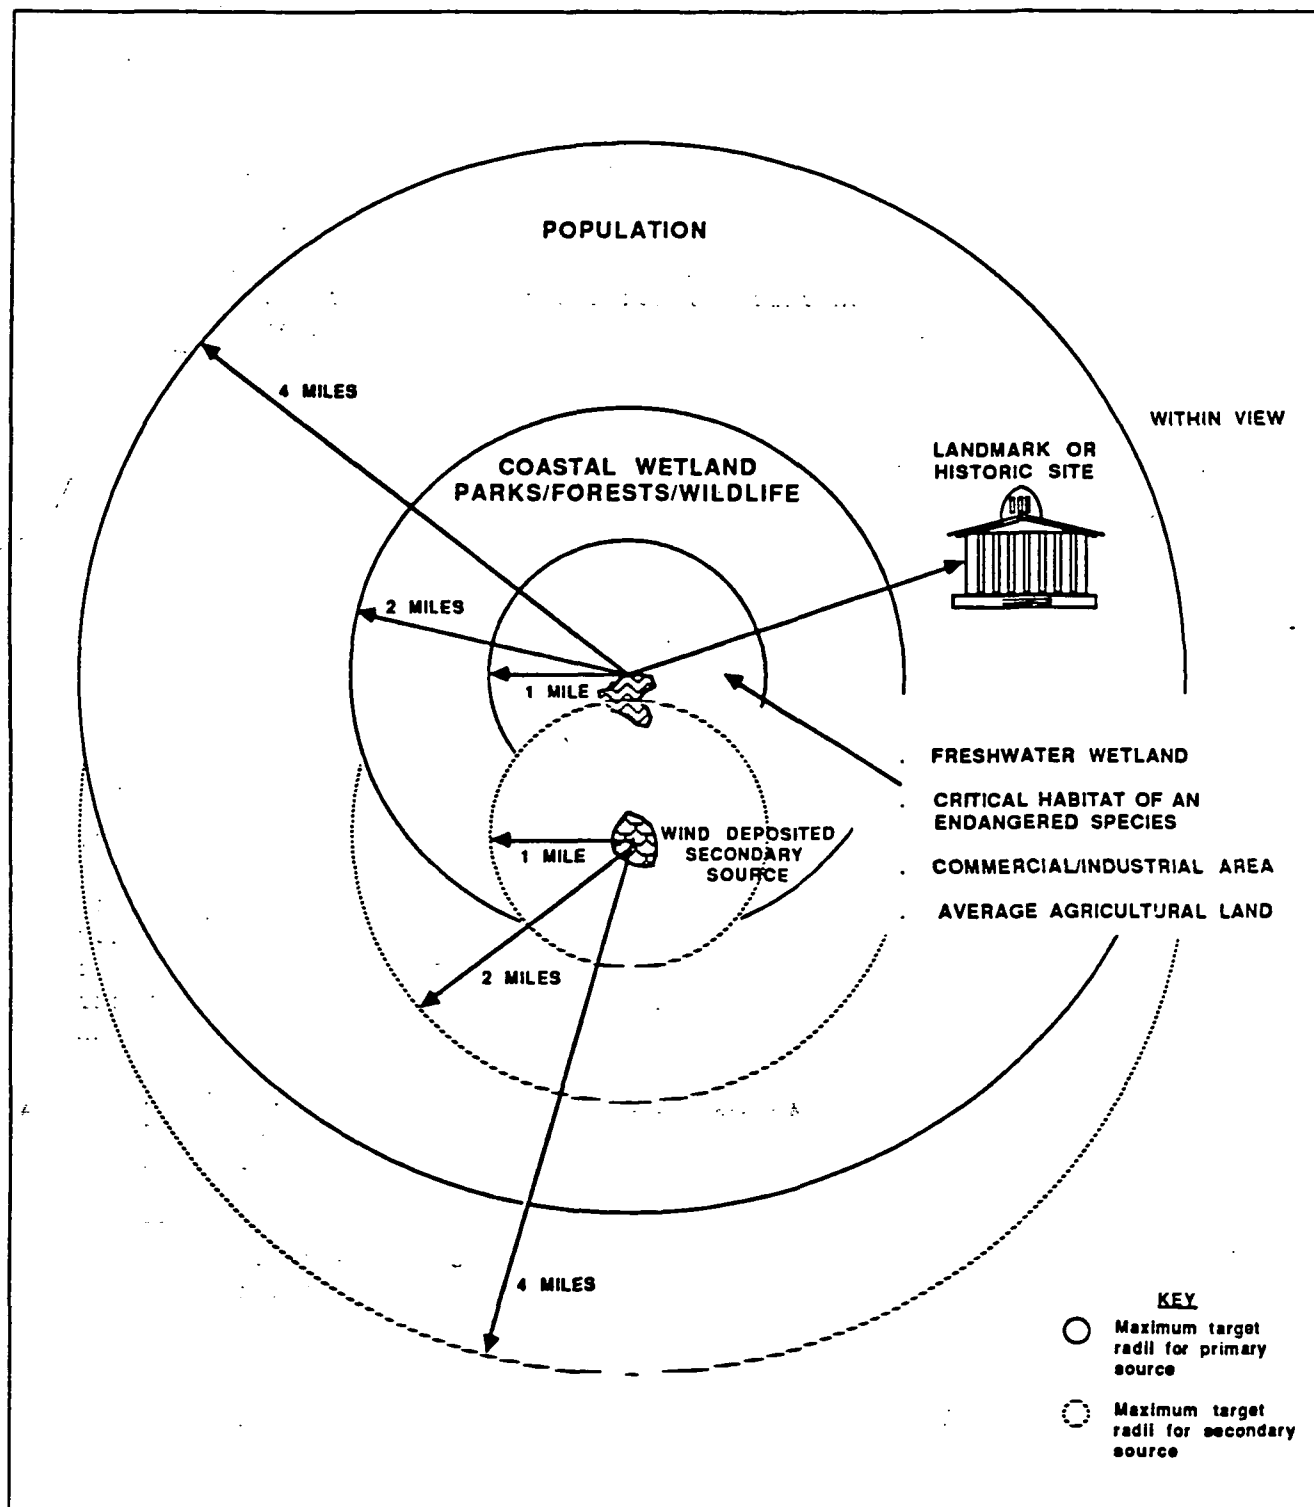 POPULATION
4 MILES
WITHIN VIEW
LANDMARK OR
HISTORIC SITE
COASTAL WETLAND
PARKS/FORESTS/WILDLIFE
2 MILES
1 MILE
. FRESHWATER WETLAND
. CRITICAL HABITAT OF AN
ENDANGERED SPECIES
. COMMERCIAL/INDUSTRIAL AREA
. AVERAGE AGRICULTURAL LAND
WIND DEPOSITED
SECONDARY
SOURCE
1 MILE
2 MILES
4 MILES
KEY
Maximum target
radii for primary
source
Maximum target
radii for secondary
source